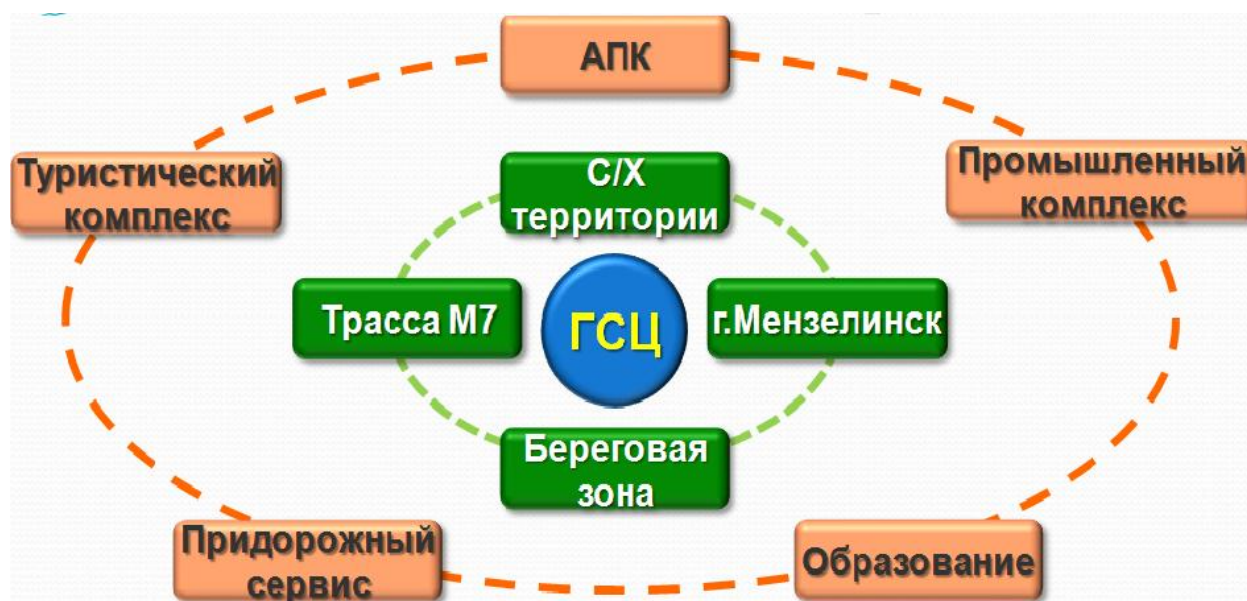 АПК
Туристический
комплекс
Промышленный
комплекс
С/Х
территории
Трасса М7
ГСЦ
г.Мензелинск
Береговая
зона
Придорожный
сервис
Образование